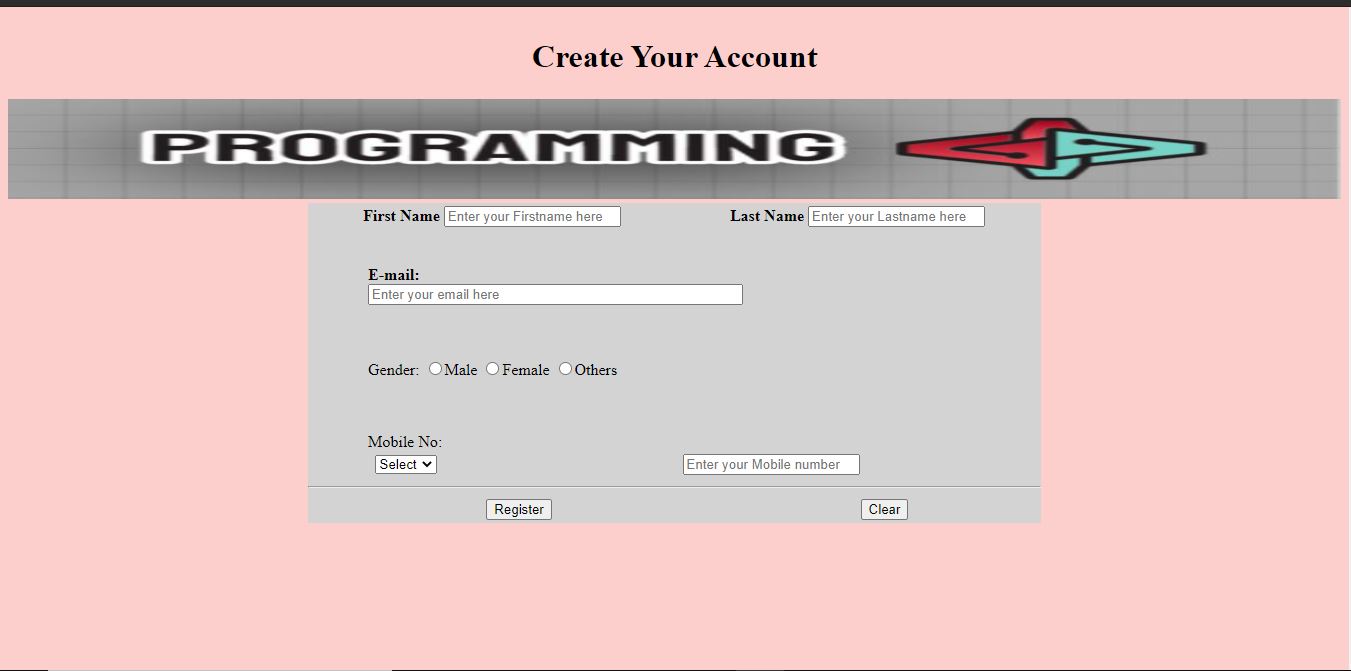 Create Your Account
PROGRAMMING
First Name Enter your Firstname here Last Name Enter your Lastname here
E-mail:
Enter your email here
Gender: Male Female Others
Mobile No:
Select Enter your Mobile number
Register Clear